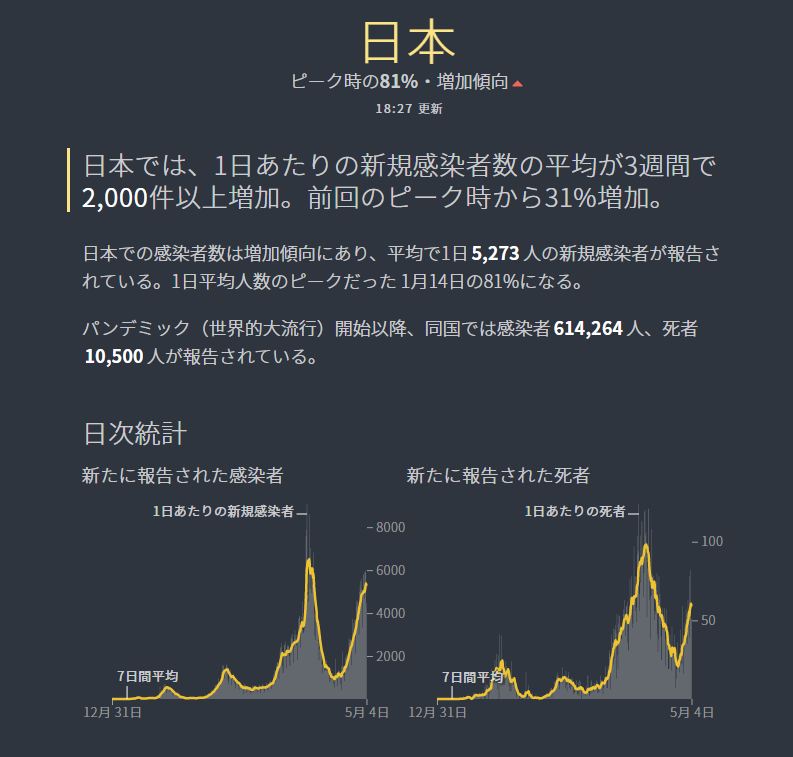 日本
ピーク時の81%・増加傾向
18:27 更新
日本では、1日あたりの新規感染者数の平均が3週間で
2,000件以上増加。前回のピーク時から31%増加。
日本での感染者数は増加傾向にあり、平均で1日 5,273 人の新規感染者が報告さ
れている。1日平均人数のピークだった 1月14日の81%になる。
パンデミック（世界的大流行）開始以降、同国では感染者 614,264 人、死者
10,500 人が報告されている。
日次統計
新たに報告された感染者
1日あたりの新規感染者
8000
6000
4000
2000
7日間平均
12月 31日
5月 4日
新たに報告された死者
1日あたりの死者
100
50
7日間平均
12月 31日
5月 4日